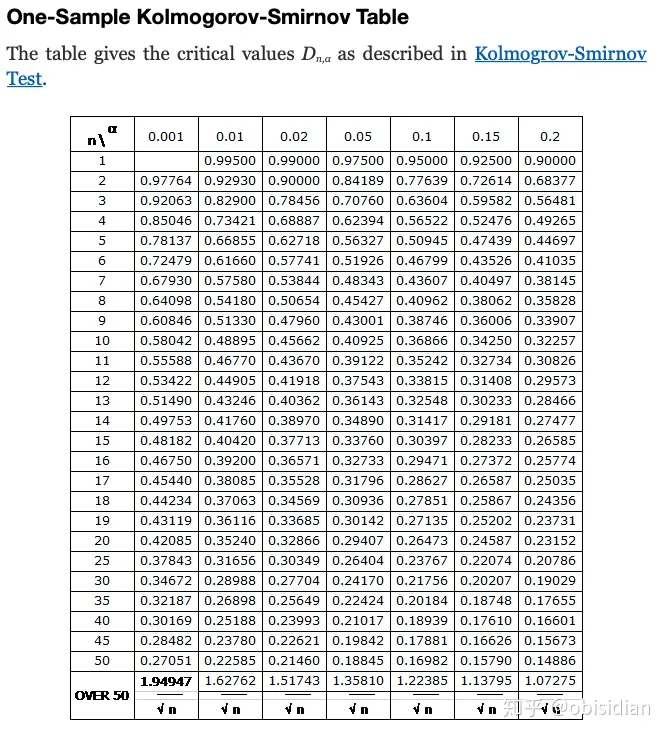 One-Sample Kolmogorov-Smirnov Table
The table gives the critical values Dn,α as described in Kolmogrov-Smirnov
Test.
n\α 0.001 0.01 0.02 0.05 0.1 0.15 0.2
1 0.99500 0.99000 0.97500 0.95000 0.92500 0.90000
2 0.97764 0.92930 0.90000 0.84189 0.77639 0.72614 0.68377
3 0.92063 0.82900 0.78456 0.70760 0.63604 0.59582 0.56481
4 0.85046 0.73421 0.68887 0.62394 0.56522 0.52476 0.49265
5 0.78137 0.66855 0.62718 0.56327 0.50945 0.47439 0.44697
6 0.72479 0.61660 0.57741 0.51926 0.46799 0.43526 0.41035
7 0.67930 0.57580 0.53844 0.48343 0.43607 0.40497 0.38145
8 0.64098 0.54180 0.50654 0.45427 0.40962 0.38062 0.35828
9 0.60846 0.51330 0.47960 0.43001 0.38746 0.36006 0.33907
10 0.58042 0.48895 0.45662 0.40925 0.36866 0.34250 0.32257
11 0.55588 0.46770 0.43670 0.39122 0.35242 0.32734 0.30826
12 0.53422 0.44905 0.41918 0.37543 0.33815 0.31408 0.29573
13 0.51490 0.43246 0.40362 0.36143 0.32548 0.30233 0.28466
14 0.49753 0.41760 0.38970 0.34890 0.31417 0.29181 0.27477
15 0.48182 0.40420 0.37713 0.33760 0.30397 0.28233 0.26585
16 0.46750 0.39200 0.36571 0.32733 0.29471 0.27372 0.25774
17 0.45440 0.38085 0.35528 0.31796 0.28627 0.26587 0.25035
18 0.44234 0.37063 0.34569 0.30936 0.27851 0.25867 0.24356
19 0.43119 0.36116 0.33685 0.30142 0.27135 0.25202 0.23731
20 0.42085 0.35240 0.32866 0.29407 0.26473 0.24587 0.23152
25 0.37843 0.31656 0.30349 0.26404 0.23767 0.22074 0.20786
30 0.34672 0.28988 0.27704 0.24170 0.21756 0.20207 0.19029
35 0.32187 0.26898 0.25649 0.22424 0.20184 0.18748 0.17655
40 0.30169 0.25188 0.23993 0.21017 0.18939 0.17610 0.16601
45 0.28482 0.23780 0.22621 0.19842 0.17881 0.16626 0.15673
50 0.27051 0.22585 0.21460 0.18845 0.16982 0.15790 0.14886
OVER 50 1.94947 1.62762 1.51743 1.35810 1.22385 1.13795 1.07275
√n √n √n √n √n √n √n
知乎 @obisidian